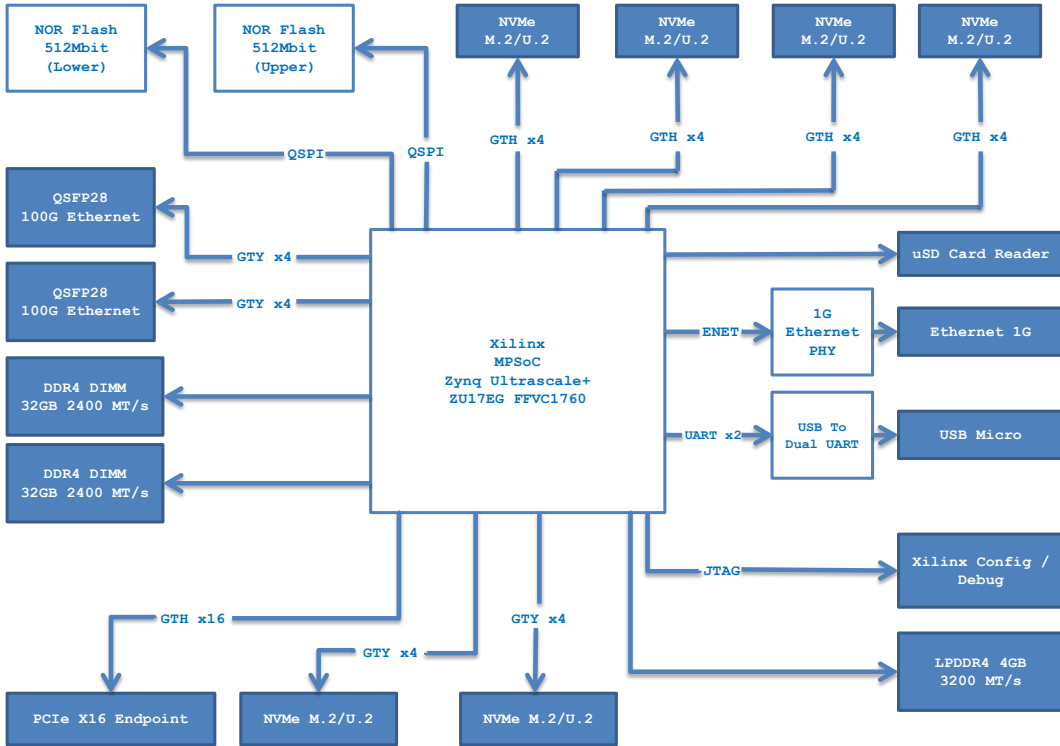 NOR Flash
512Mbit
(Lower)
NOR Flash
512Mbit
(Upper)
NVMe
M.2/U.2
NVMe
M.2/U.2
NVMe
M.2/U.2
NVMe
M.2/U.2
GTH x4
GTH x4
GTH x4
GTH x4
QSPI
QSPI
QSFP28
100G Ethernet
GTY x4
QSFP28
100G Ethernet
GTY x4
DDR4 DIMM
32GB 2400 MT/s
DDR4 DIMM
32GB 2400 MT/s
Xilinx
MPSoC
Zynq Ultrascale+
ZU17EG FFVC1760
uSD Card Reader
ENET
1G
Ethernet
PHY
Ethernet 1G
UART x2
USB To
Dual UART
USB Micro
JTAG
Xilinx Config /
Debug
GTH x16
GTY x4
GTY x4
LPDDR4 4GB
3200 MT/s
PCIe X16 Endpoint
NVMe M.2/U.2
NVMe M.2/U.2